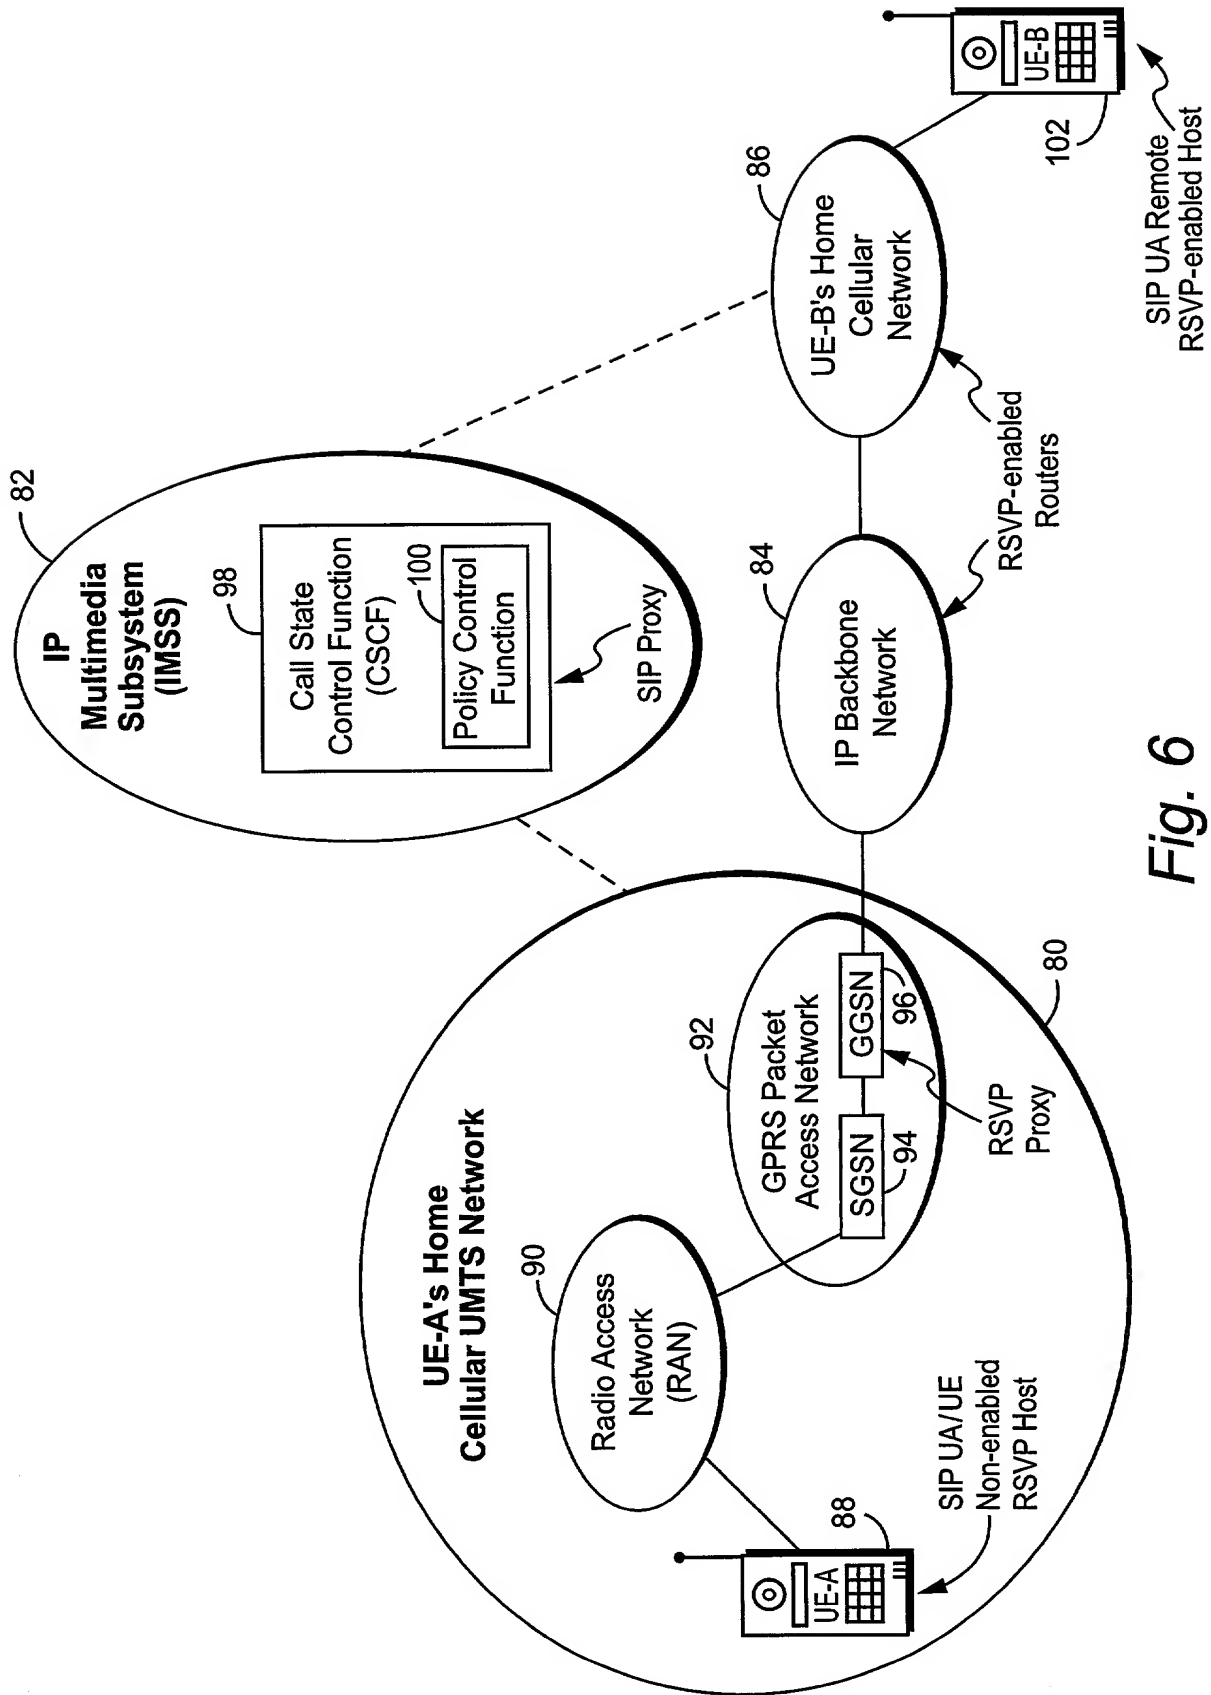 IP
Multimedia
Subsystem
(IMSS)
82
98
Call State
Control Function
(CSCF)
100
Policy Control
Function
SIP Proxy
UE-A's Home
Cellular UMTS Network
90
Radio Access
Network
(RAN)
92
GPRS Packet
Access Network
SGSN
94
GGSN
96
RSVP
Proxy
80
UE-A
88
SIP UA/UE
Non-enabled
RSVP Host
84
IP Backbone
Network
RSVP-enabled
Routers
86
UE-B's Home
Cellular
Network
UE-B
102
SIP UA Remote
RSVP-enabled Host
Fig. 6